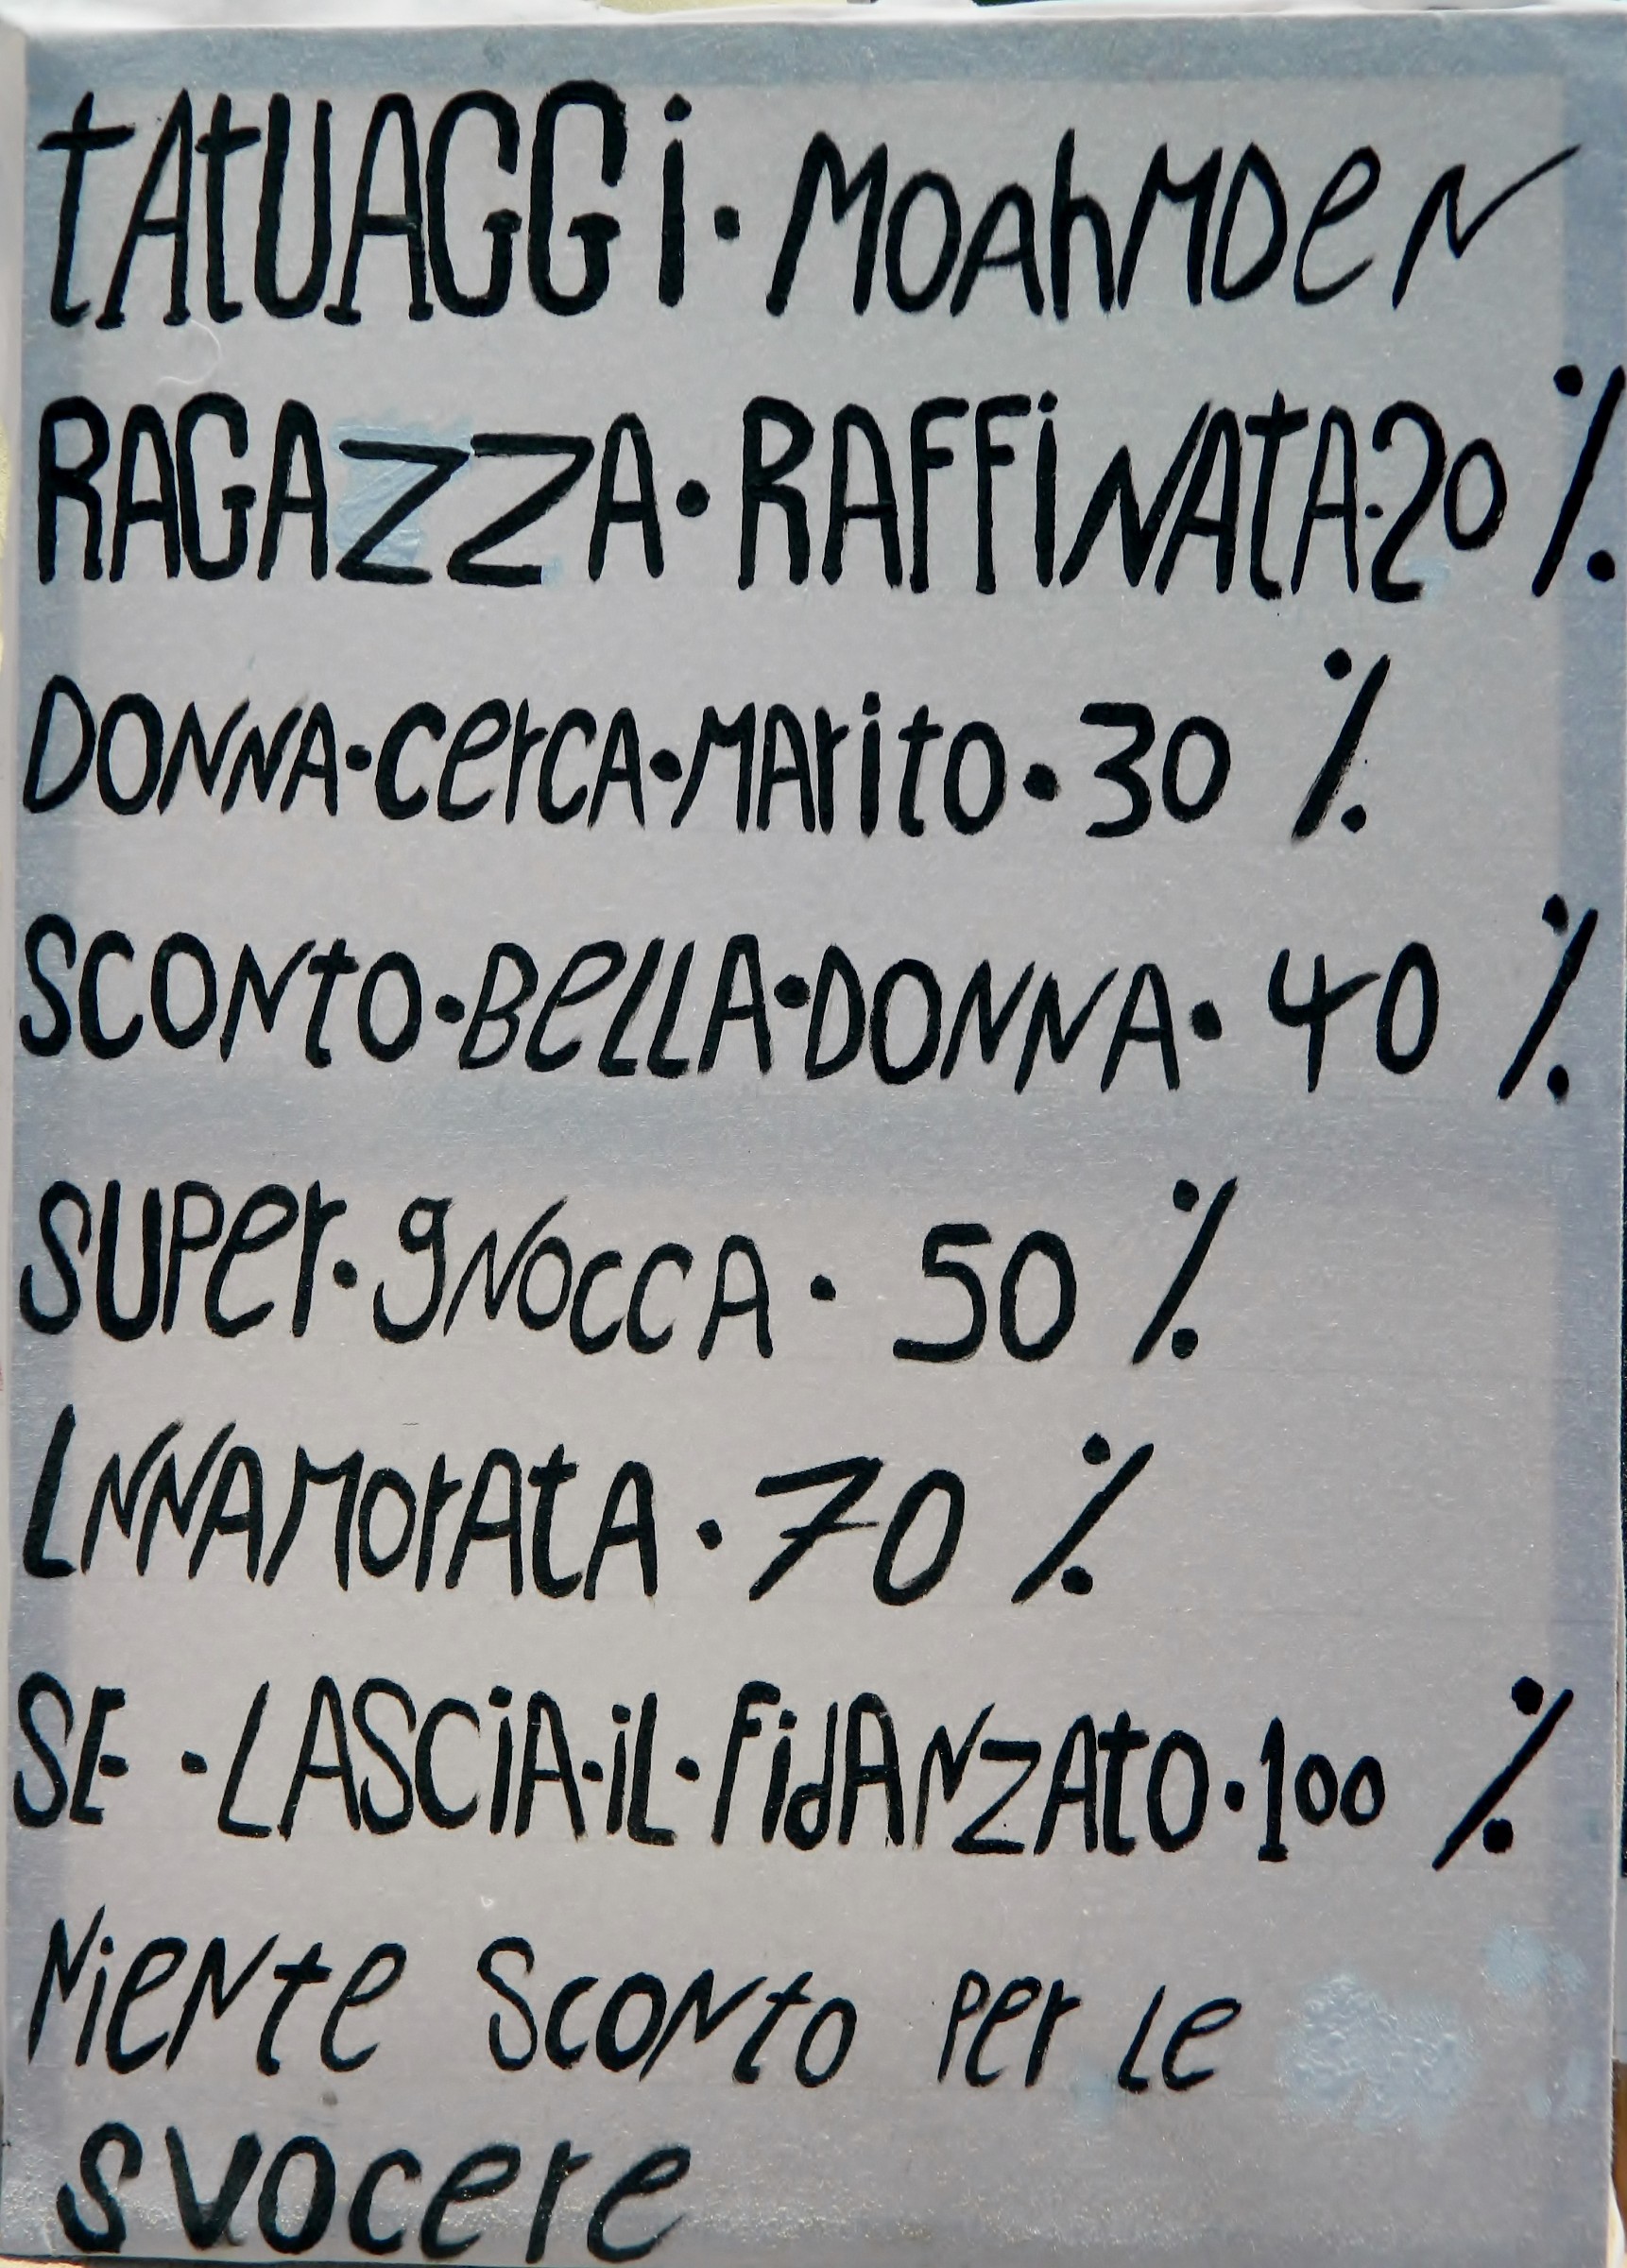 tAtUAGGi·MOAhMDeN
RAGAZZA·RAFFiNAtA·20%
DONNA·CerCA·MArito·30%
SCONtO·BeLLA·DONNA·40%
SUPer·gNOCCA·50%
LNNAMOrAtA·70%
SE·LASCiA·iL·FidANZAtO·100%
NieNte SCONtO Per Le
SVOCere